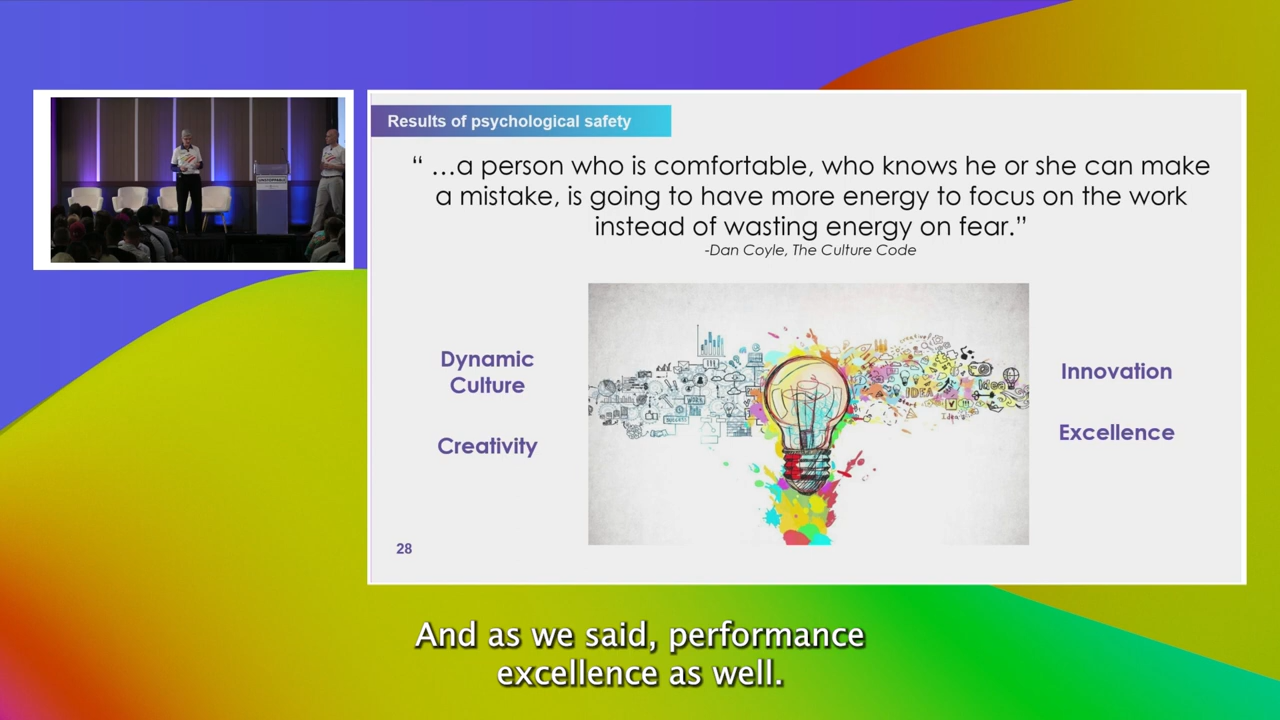 Results of psychological safety
“ …a person who is comfortable, who knows he or she can make
a mistake, is going to have more energy to focus on the work
instead of wasting energy on fear.”
-Dan Coyle, The Culture Code
Dynamic
Culture
Creativity
Innovation
Excellence
IDEA
Idea
28
And as we said, performance
excellence as well.